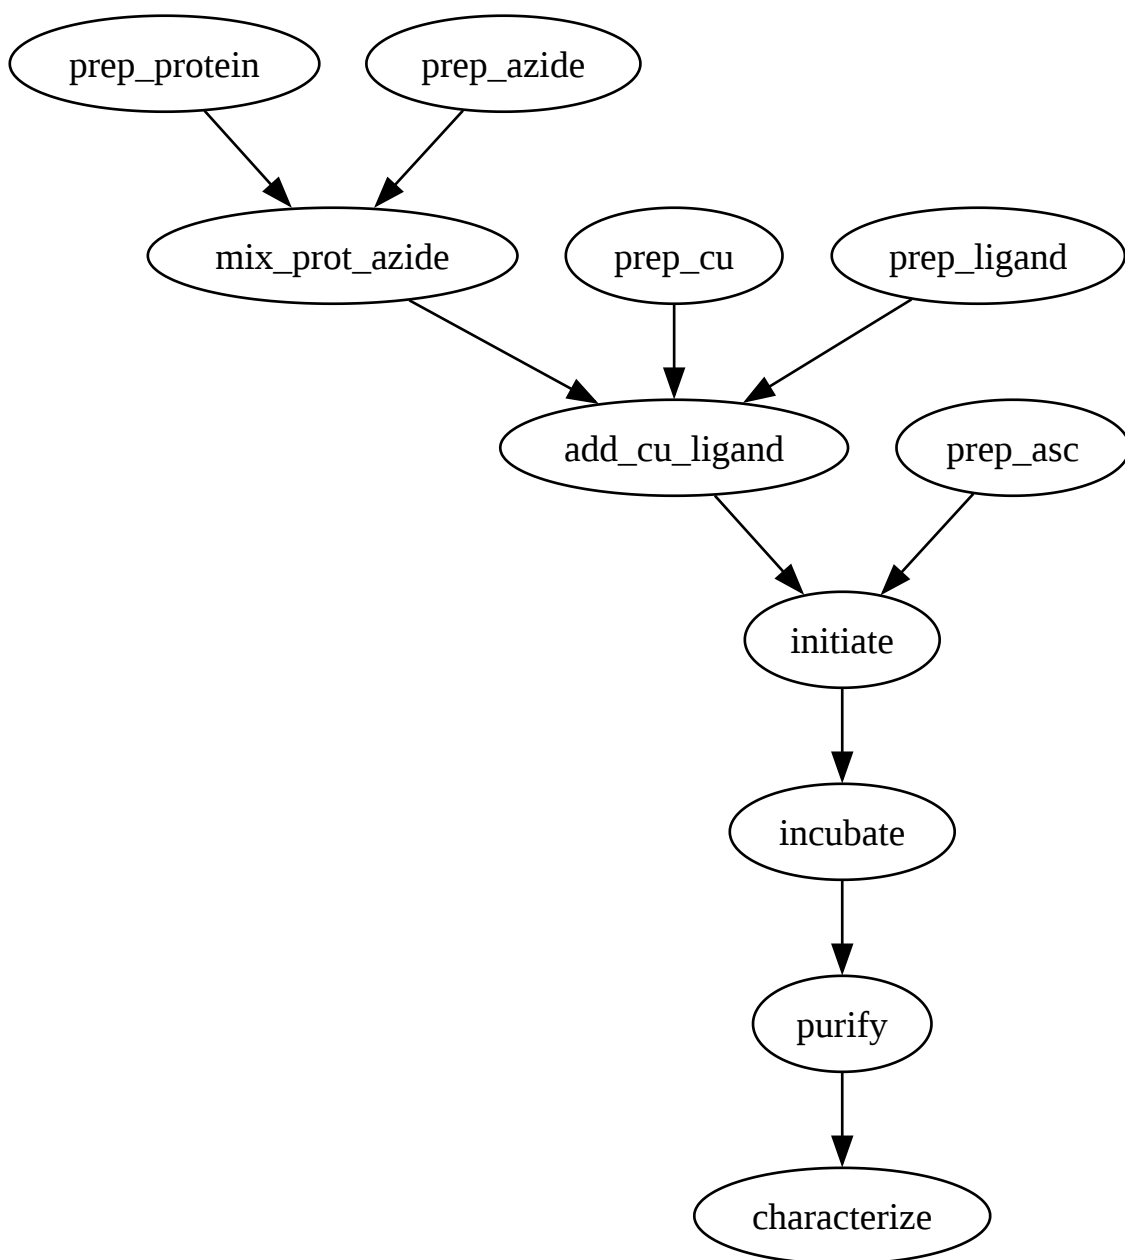 prep_protein
prep_azide
mix_prot_azide
prep_cu
prep_ligand
add_cu_ligand
prep_asc
initiate
incubate
purify
characterize